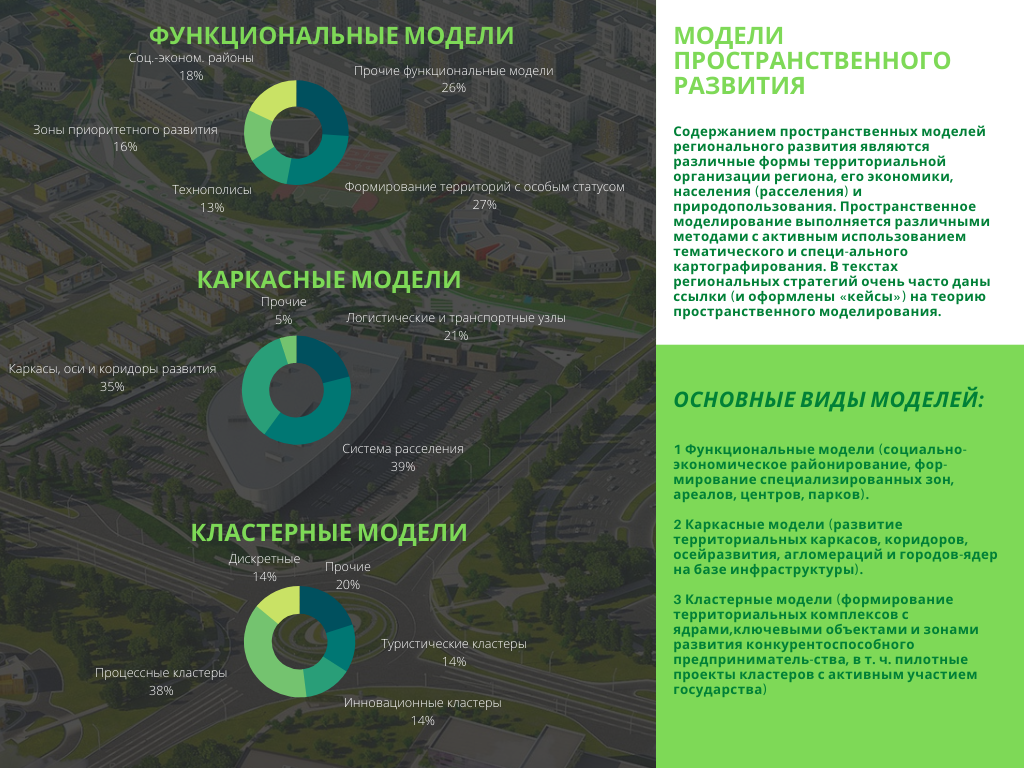 ФУНКЦИОНАЛЬНЫЕ МОДЕЛИ
Соц.-эконом. районы
18%
Прочие функциональные модели
26%
Зоны приоритетного развития
16%
Технополисы
13%
Формирование территорий с особым статусом
27%
КАРКАСНЫЕ МОДЕЛИ
Прочие
5%
Логистические и транспортные узлы
21%
Каркасы, оси и коридоры развития
35%
Система расселения
39%
КЛАСТЕРНЫЕ МОДЕЛИ
Дискретные
14%
Прочие
20%
Туристические кластеры
14%
Процессные кластеры
38%
Инновационные кластеры
14%
МОДЕЛИ
ПРОСТРАНСТВЕННОГО
РАЗВИТИЯ
Содержанием пространственных моделей
регионального развития являются
различные формы территориальной
организации региона, его экономики,
населения (расселения) и
природопользования. Пространственное
моделирование выполняется различными
методами с активным использованием
тематического и специ-ального
картографирования. В текстах
региональных стратегий очень часто даны
ссылки (и оформлены «кейсы») на теорию
пространственного моделирования.
ОСНОВНЫЕ ВИДЫ МОДЕЛЕЙ:
1 Функциональные модели (социально-
экономическое районирование, фор-
мирование специализированных зон,
ареалов, центров, парков).
2 Каркасные модели (развитие
территориальных каркасов, коридоров,
осейразвития, агломераций и городов-ядер
на базе инфраструктуры).
3 Кластерные модели (формирование
территориальных комплексов с
ядрами,ключевыми объектами и зонами
развития конкурентоспособного
предприниматель-ства, в т. ч. пилотные
проекты кластеров с активным участием
государства)